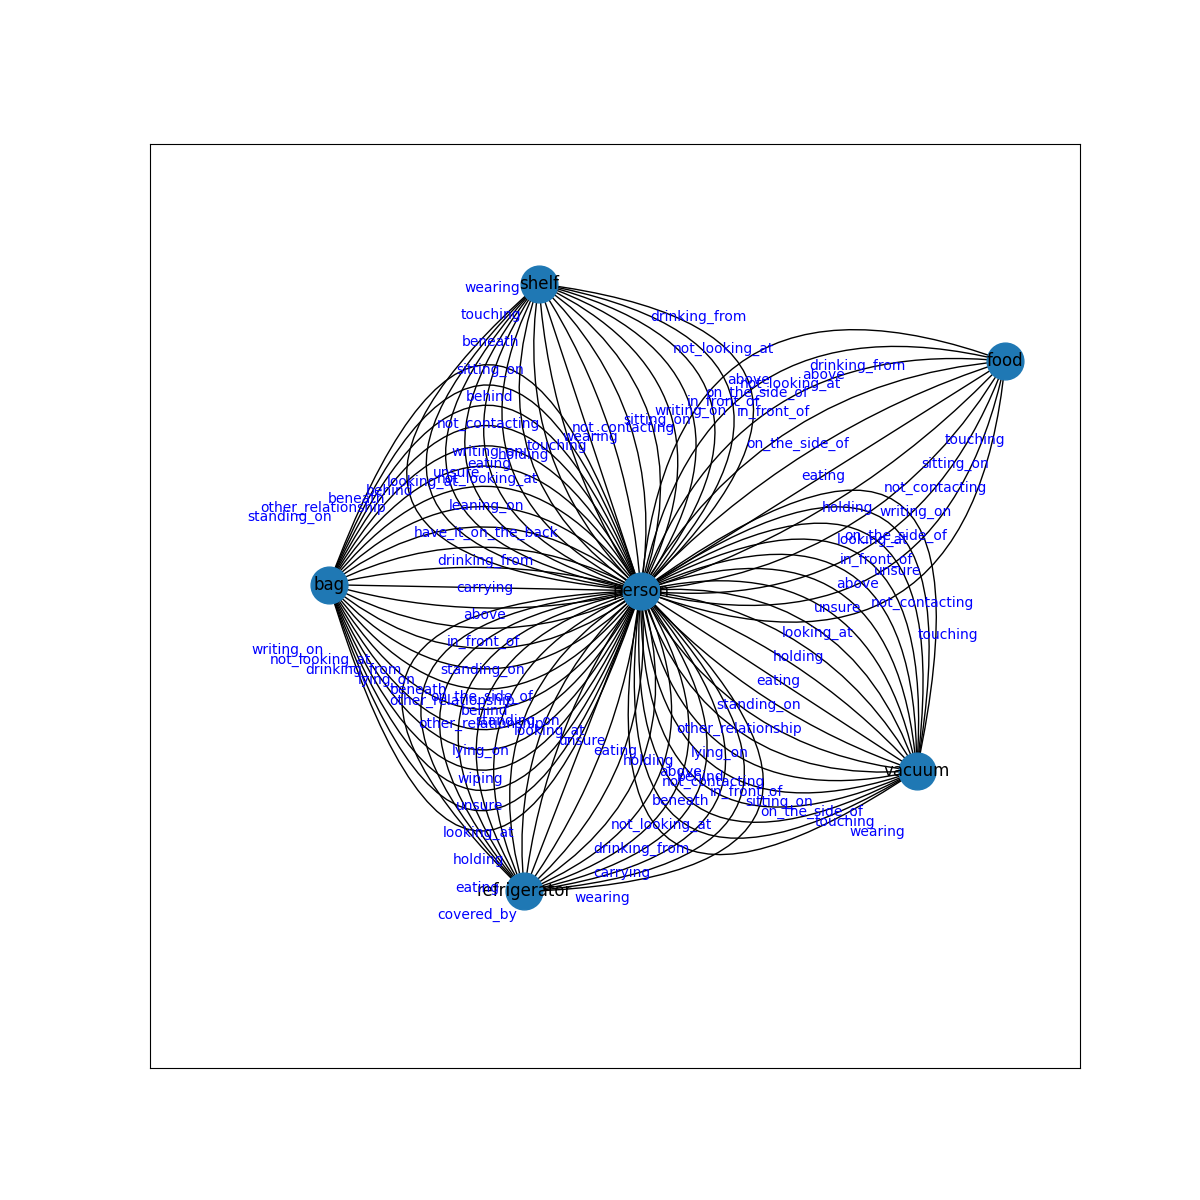 shelf
wearing
touching
beneath
sitting_on
behind
not_contacting
writing_on
eating
unsure
not_looking_at
leaning_on
have_it_on_the_back
drinking_from
carrying
above
in_front_of
standing_on
on_the_side_of
behind
other_relationship
lying_on
wiping
unsure
looking_at
holding
eating
covered_by
drinking_from
not_looking_at
above
on_the_side_of
in_front_of
writing_on
sitting_on
not_contacting
wearing
touching
holding
looking_at
behind
beneath
other_relationship
standing_on
food
drinking_from
above
not_looking_at
in_front_of
on_the_side_of
eating
holding
looking_at
unsure
touching
sitting_on
not_contacting
writing_on
on_the_side_of
in_front_of
above
unsure
looking_at
holding
eating
standing_on
other_relationship
lying_on
behind
beneath
not_looking_at
drinking_from
carrying
wearing
not_contacting
touching
bag
person
vacuum
refrigerator
writing_on
not_looking_at
drinking_from
lying_on
beneath
other_relationship
standing_on
looking_at
unsure
eating
holding
above
not_contacting
in_front_of
sitting_on
on_the_side_of
touching
wearing